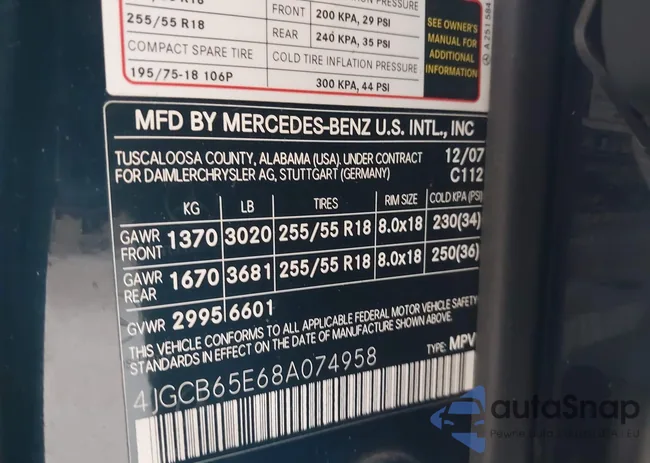 PRESSURE
FRONT 200 KPA, 29 PSI
255/55 R18 REAR 240 KPA, 35 PSI
COMPACT SPARE TIRE COLD TIRE INFLATION PRESSURE
195/75-18 106P 300 KPA, 44 PSI
SEE OWNER'S
MANUAL FOR
ADDITIONAL
INFORMATION
A 251 584
MFD BY MERCEDES-BENZ U.S. INTL., INC
TUSCALOOSA COUNTY, ALABAMA (USA). UNDER CONTRACT 12/07
FOR DAIMLERCHRYSLER AG, STUTTGART (GERMANY) C112
KG LB TIRES RIM SIZE COLD KPA (PSI)
GAWR FRONT 1370 3020 255/55 R18 8.0x18 230(34)
GAWR REAR 1670 3681 255/55 R18 8.0x18 250(36)
GVWR 2995 6601
THIS VEHICLE CONFORMS TO ALL APPLICABLE FEDERAL MOTOR VEHICLE SAFETY
STANDARDS IN EFFECT ON THE DATE OF MANUFACTURE SHOWN ABOVE.
4JGCB65E68A074958 TYPE: MPV
autoSnap